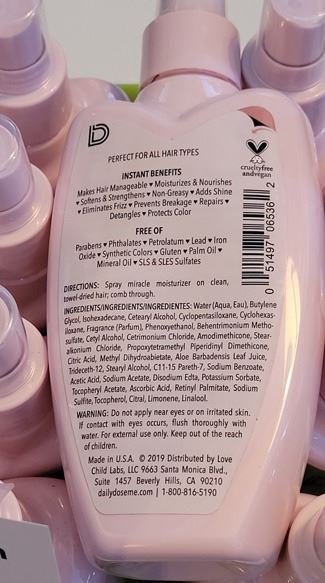 D
PERFECT FOR ALL HAIR TYPES
crueltyfree
andvegan
INSTANT BENEFITS
Makes Hair Manageable ♥ Moisturizes & Nourishes
♥ Softens & Strengthens ♥ Non-Greasy ♥ Adds Shine
♥ Eliminates Frizz ♥ Prevents Breakage ♥ Repairs ♥
Detangles ♥ Protects Color
FREE OF
Parabens ♥ Phthalates ♥ Petrolatum ♥ Lead ♥ Iron
Oxide ♥ Synthetic Colors ♥ Gluten ♥ Palm Oil ♥
Mineral Oil ♥ SLS & SLES Sulfates
0 51497 06536 2
DIRECTIONS: Spray miracle moisturizer on clean,
towel-dried hair; comb through.
INGREDIENTS/INGREDIENTS/INGREDIENTES: Water (Aqua, Eau), Butylene
Glycol, Isohexadecane, Cetearyl Alcohol, Cyclopentasiloxane, Cyclohexas-
iloxane, Fragrance (Parfum), Phenoxyethanol, Behentrimonium Metho-
sulfate, Cetyl Alcohol, Cetrimonium Chloride, Amodimethicone, Stear-
alkonium Chloride, Propoxytetramethyl Piperidinyl Dimethicone,
Citric Acid, Methyl Dihydroabietate, Aloe Barbadensis Leaf Juice,
Trideceth-12, Stearyl Alcohol, C11-15 Pareth-7, Sodium Benzoate,
Acetic Acid, Sodium Acetate, Disodium Edta, Potassium Sorbate,
Tocopheryl Acetate, Ascorbic Acid, Retinyl Palmitate, Sodium
Sulfite, Tocopherol, Citral, Limonene, Linalool.
WARNING: Do not apply near eyes or on irritated skin.
If contact with eyes occurs, flush thoroughly with
water. For external use only. Keep out of the reach
of children.
Made in U.S.A. © 2019 Distributed by Love
Child Labs, LLC 9663 Santa Monica Blvd.,
Suite 1457 Beverly Hills, CA 90210
dailydoseme.com | 1-800-816-5190